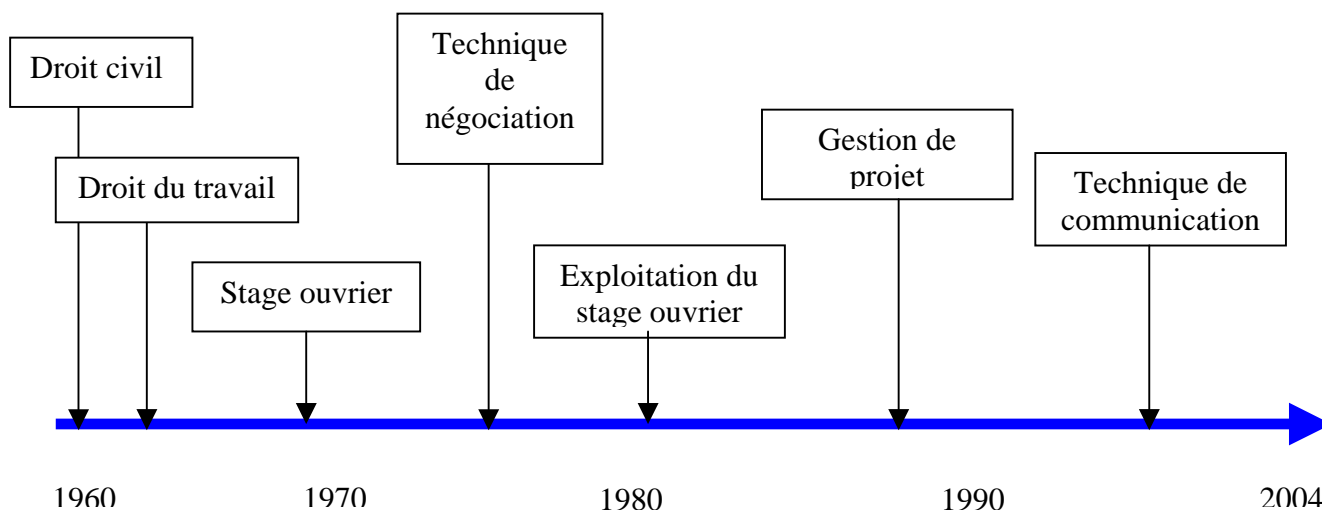 Droit civil
Droit du travail
Stage ouvrier
Technique
de
négociation
Exploitation du
stage ouvrier
Gestion de
projet
Technique de
communication
1960
1970
1980
1990
2004